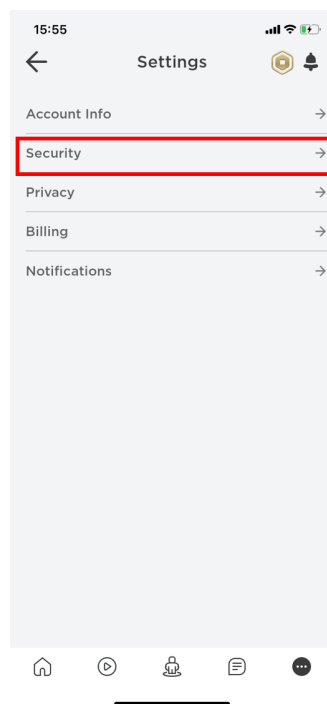 15:55
Settings
Account Info
Security
Privacy
Billing
Notifications